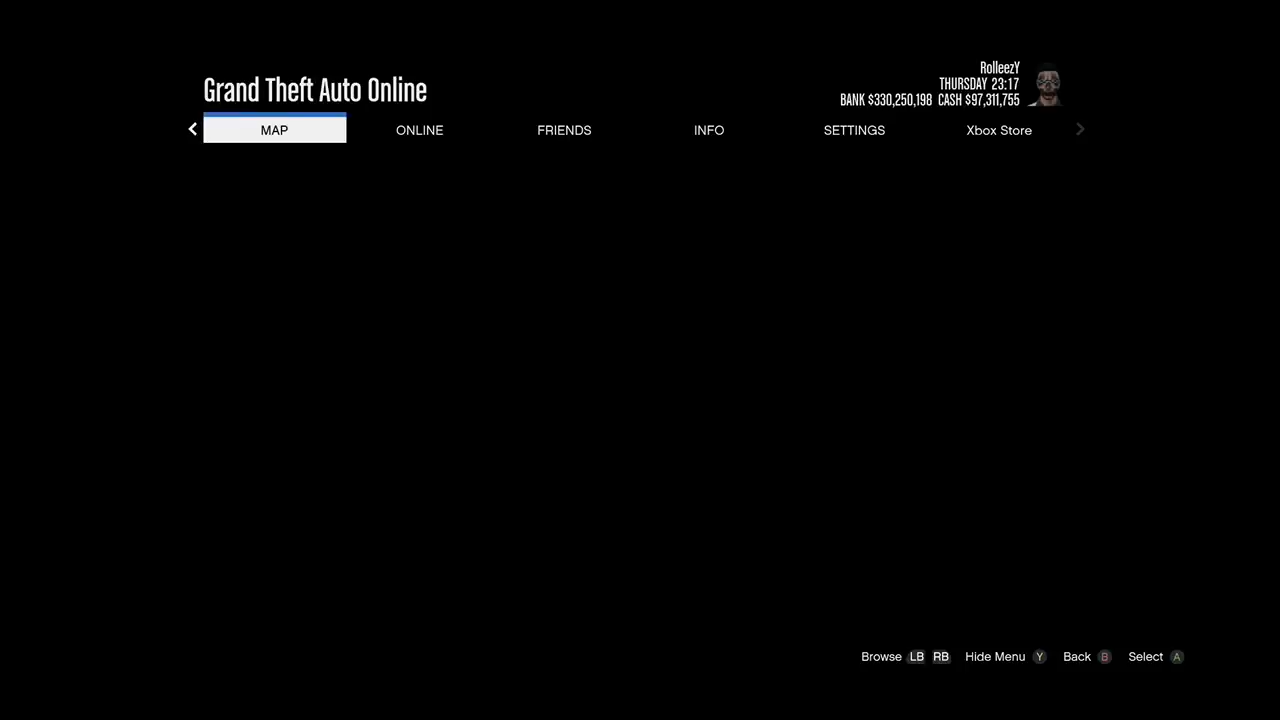 Grand Theft Auto Online
RolleezY
THURSDAY 23:17
BANK $330,250,198 CASH $97,311,755
MAP ONLINE FRIENDS INFO SETTINGS Xbox Store
Browse LB RB Hide Menu Y Back B Select A